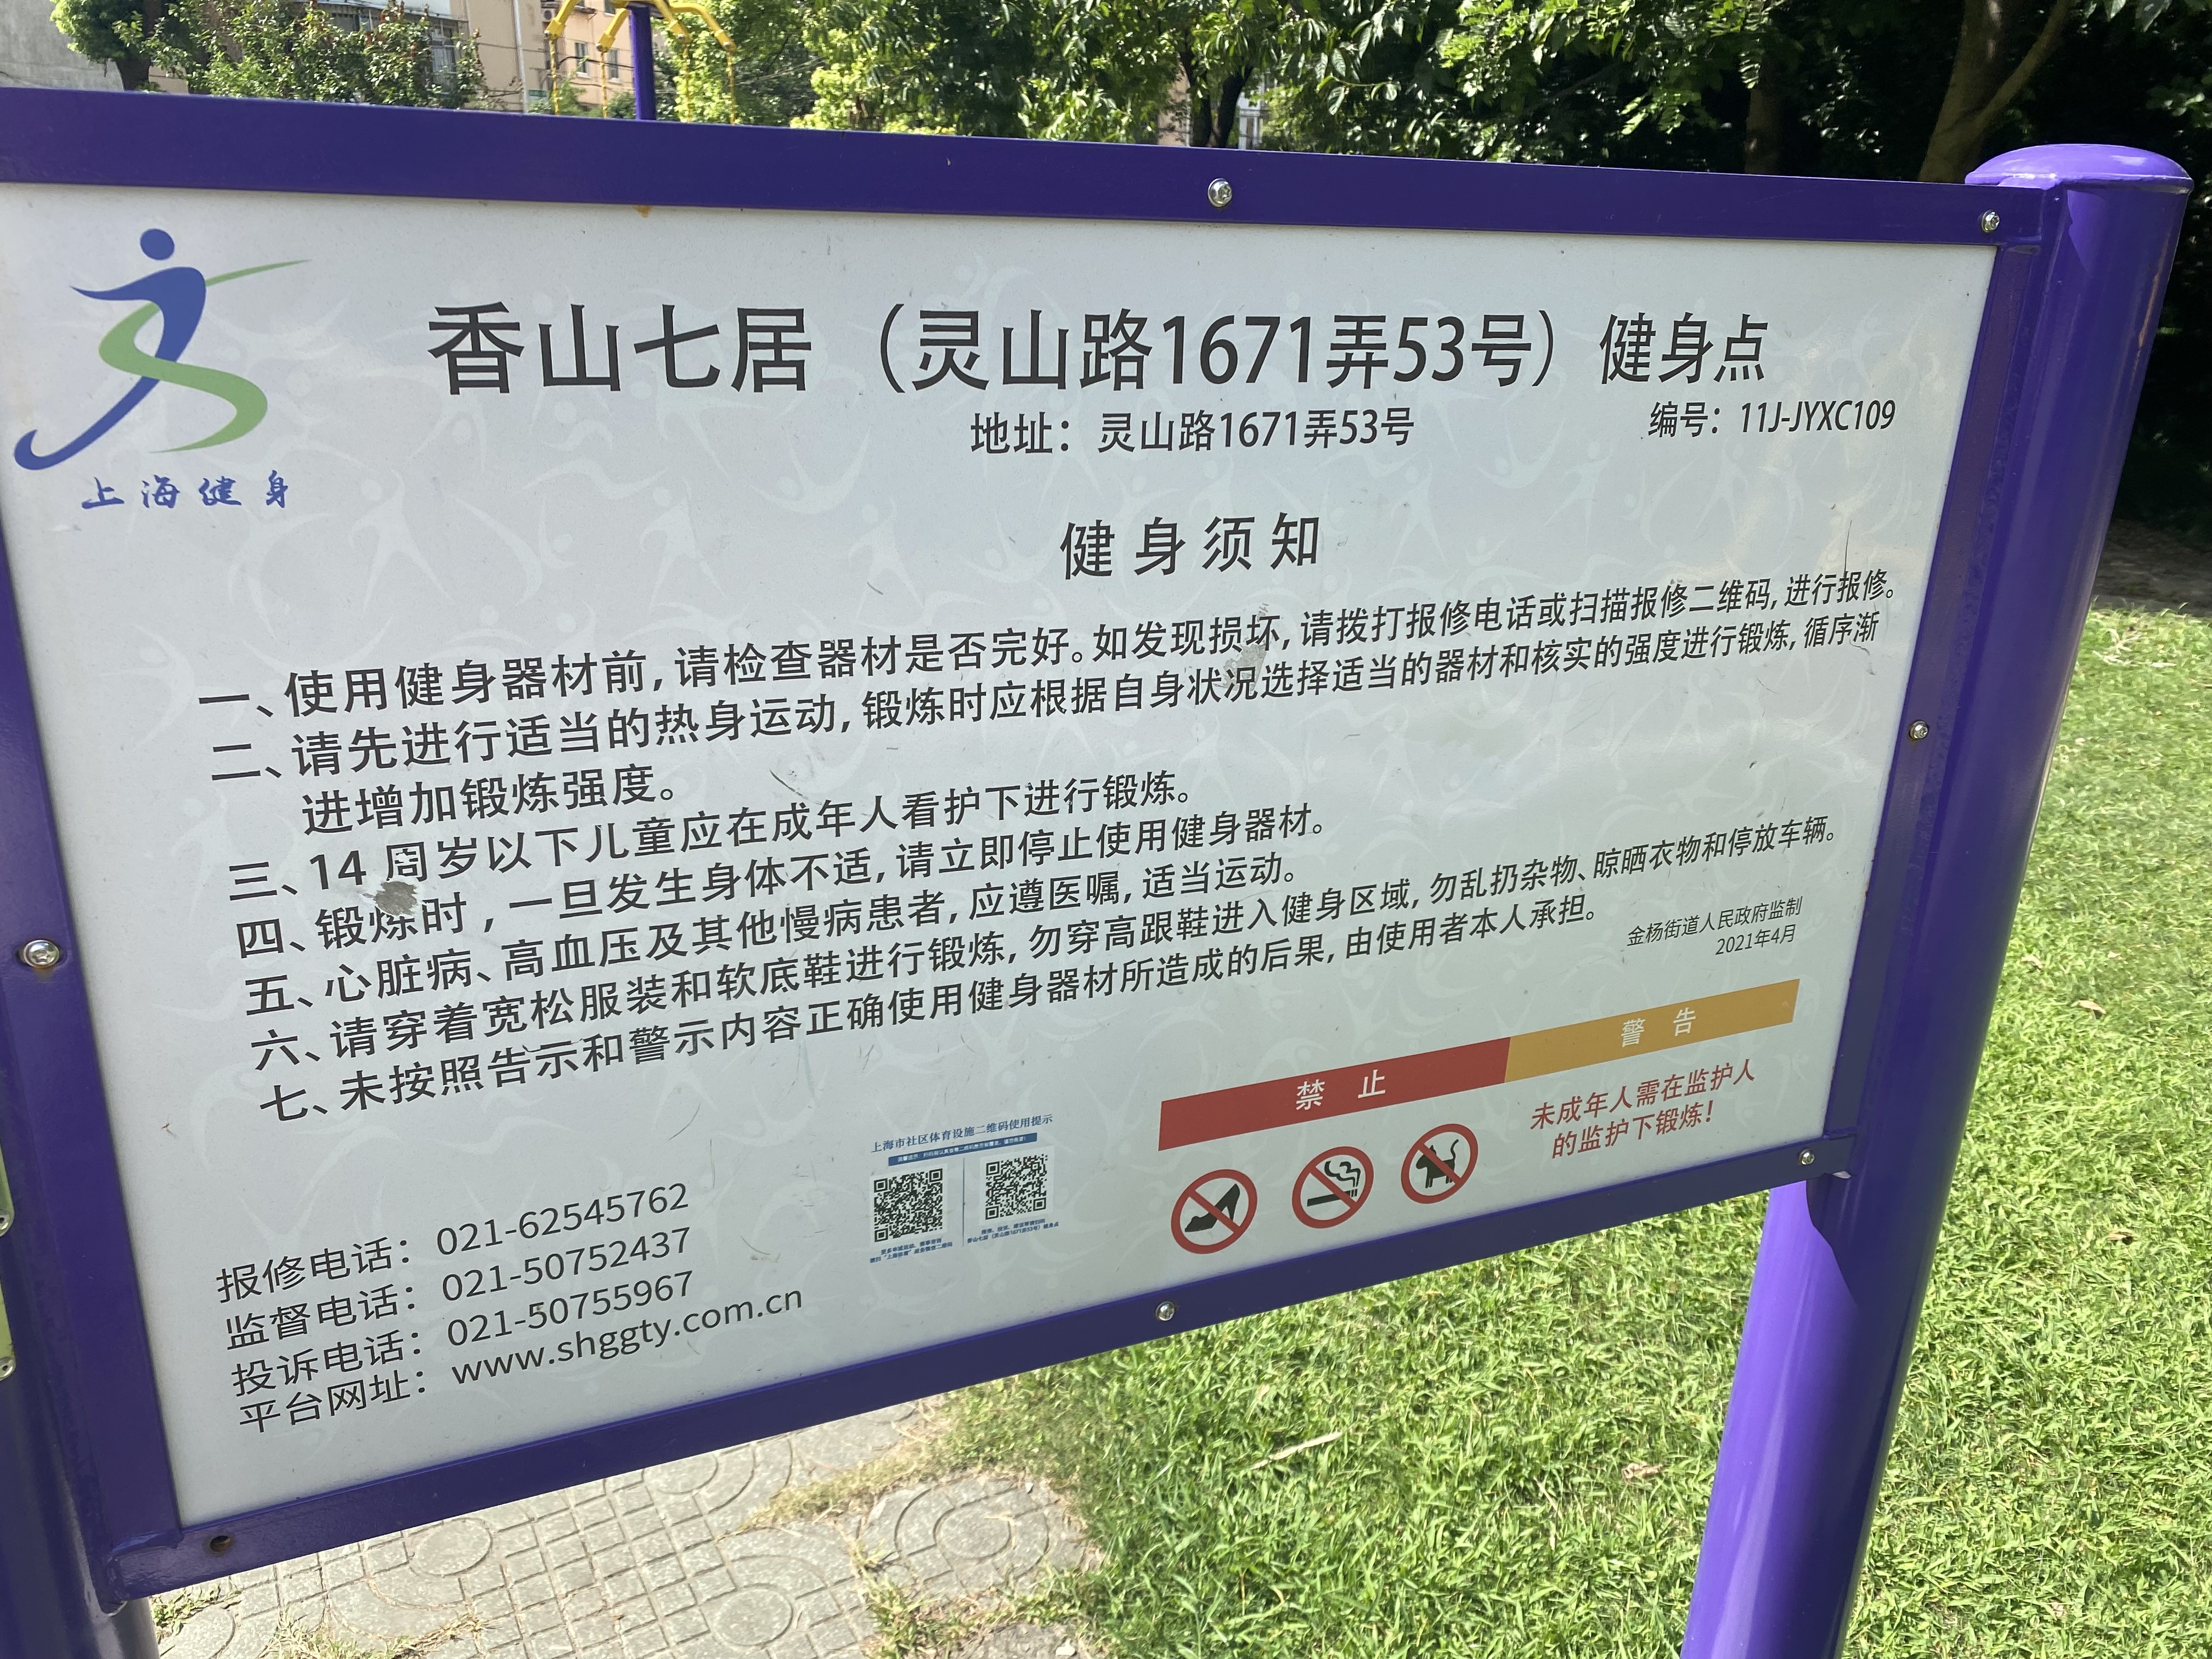 上海健身
香山七居（灵山路1671弄53号）健身点
地址：灵山路1671弄53号
编号：11J-JYXC109
健身须知
一、使用健身器材前，请检查器材是否完好。如发现损坏，请拨打报修电话或扫描报修二维码，进行报修。
二、请先进行适当的热身运动，锻炼时应根据自身状况选择适当的器材和核实的强度进行锻炼，循序渐
进增加锻炼强度。
三、14 周岁以下儿童应在成年人看护下进行锻炼。
四、锻炼时，一旦发生身体不适，请立即停止使用健身器材。
五、心脏病、高血压及其他慢病患者，应遵医嘱，适当运动。
六、请穿着宽松服装和软底鞋进行锻炼，勿穿高跟鞋进入健身区域，勿乱扔杂物、晾晒衣物和停放车辆。
七、未按照告示和警示内容正确使用健身器材所造成的后果，由使用者本人承担。
金杨街道人民政府监制
2021年4月
禁止
警告
未成年人需在监护人
的监护下锻炼！
上海市社区体育设施二维码使用提示
香山七居（灵山路1671弄53号）健身点
报修电话：021-62545762
监督电话：021-50752437
投诉电话：021-50755967
平台网址：www.shggty.com.cn